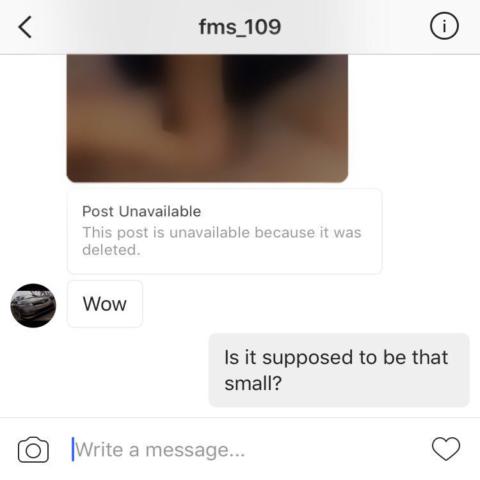 fms_109
Post Unavailable
This post is unavailable because it was
deleted.
Wow
Is it supposed to be that
small?
Write a message...